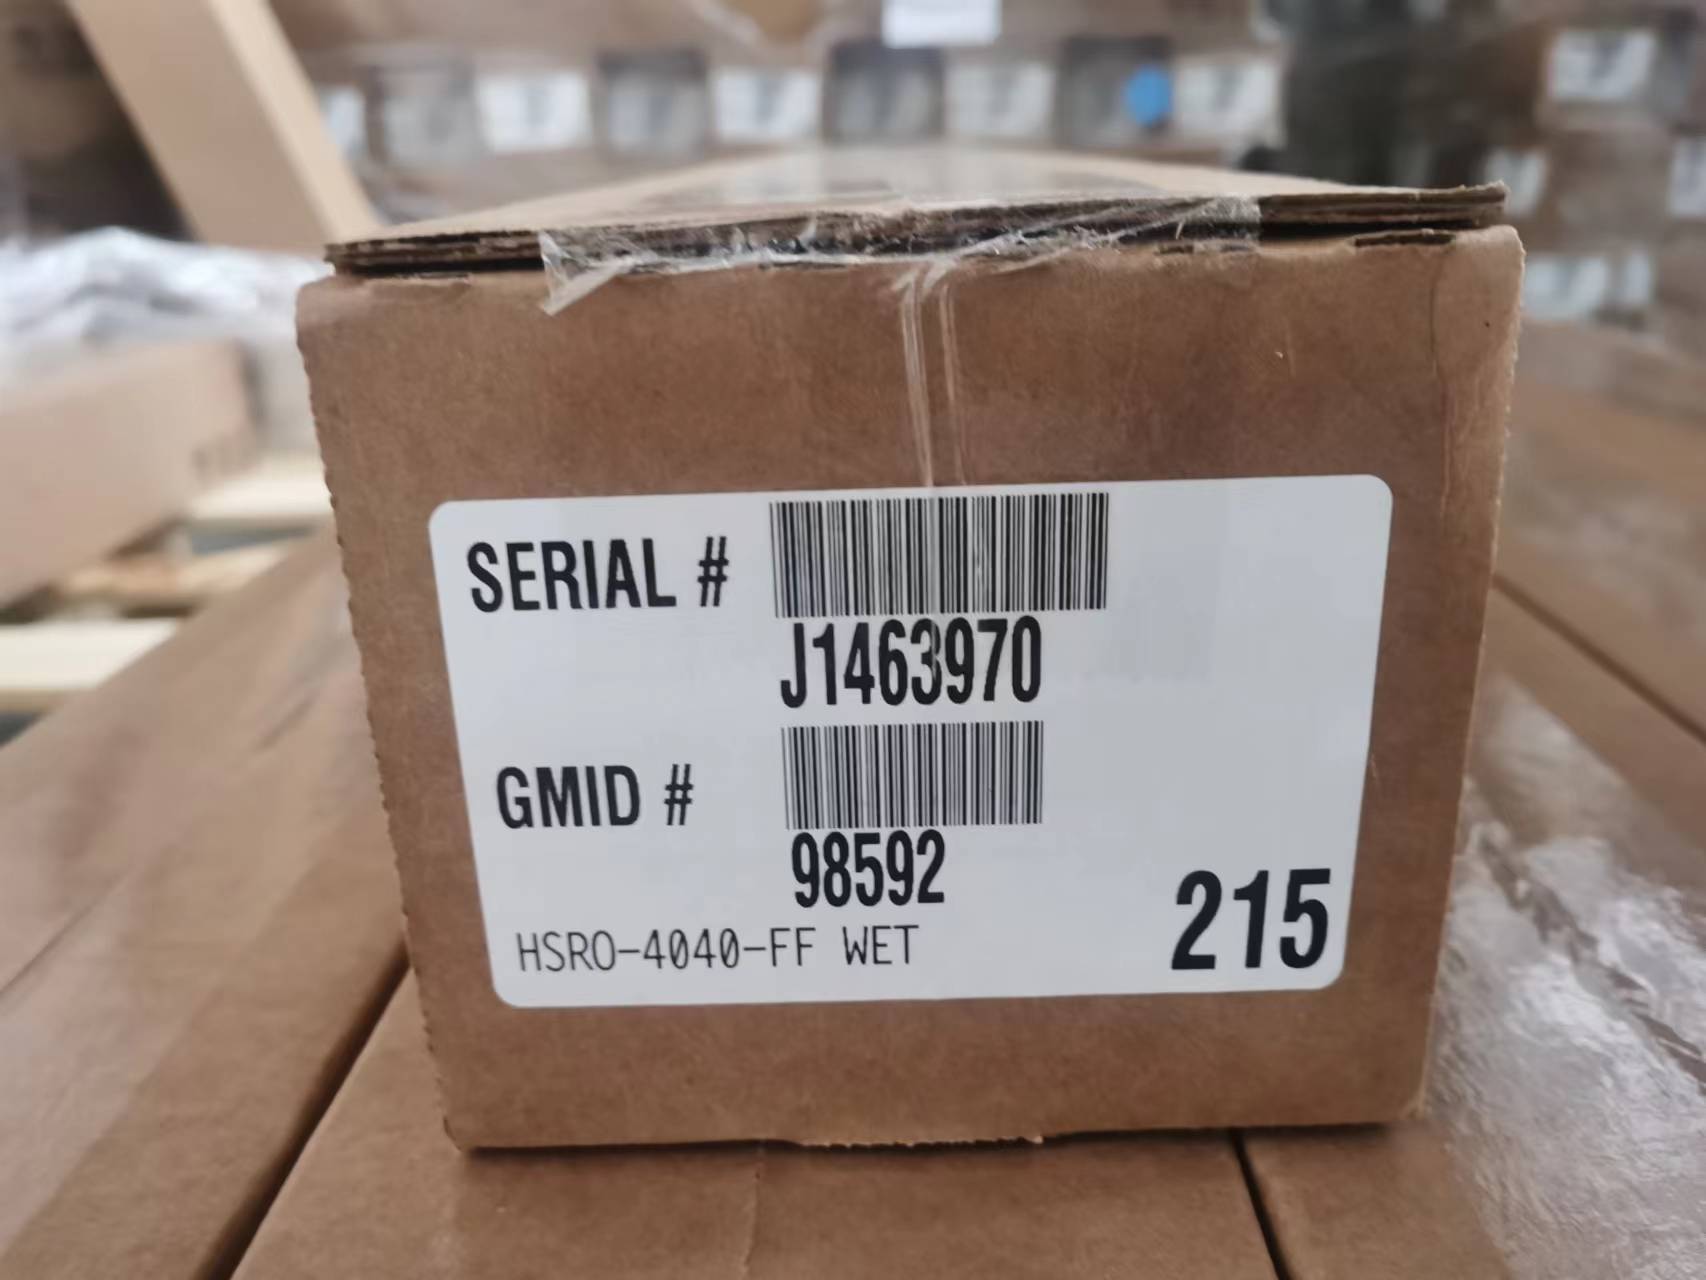 SERIAL #
J1463970
GMID #
98592
HSRO-4040-FF WET
215